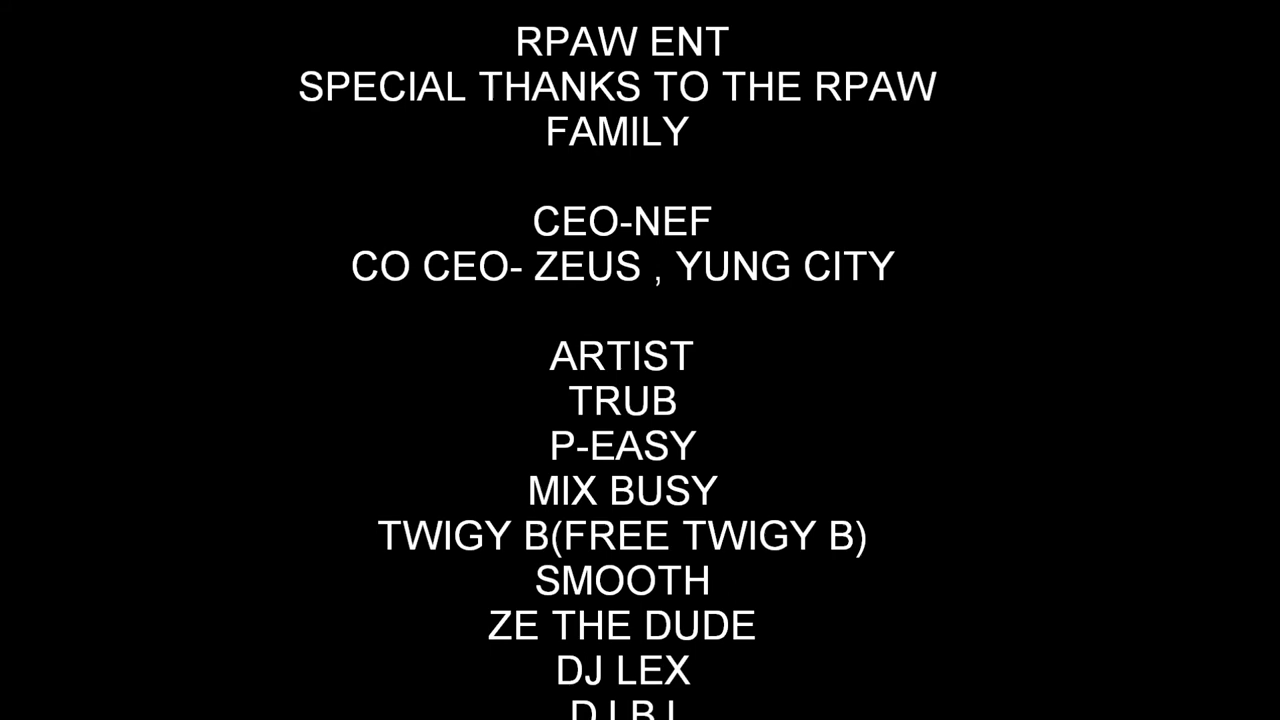 RPAW ENT
SPECIAL THANKS TO THE RPAW
FAMILY
CEO-NEF
CO CEO- ZEUS , YUNG CITY
ARTIST
TRUB
P-EASY
MIX BUSY
TWIGY B(FREE TWIGY B)
SMOOTH
ZE THE DUDE
DJ LEX